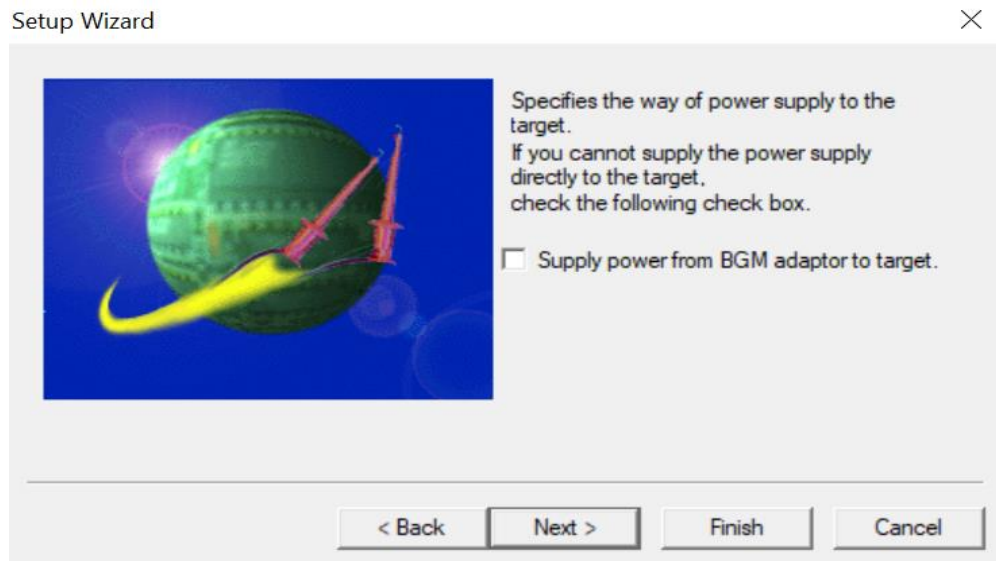 Setup Wizard
Specifies the way of power supply to the
target.
If you cannot supply the power supply
directly to the target,
check the following check box.
Supply power from BGM adaptor to target.
< Back
Next >
Finish
Cancel